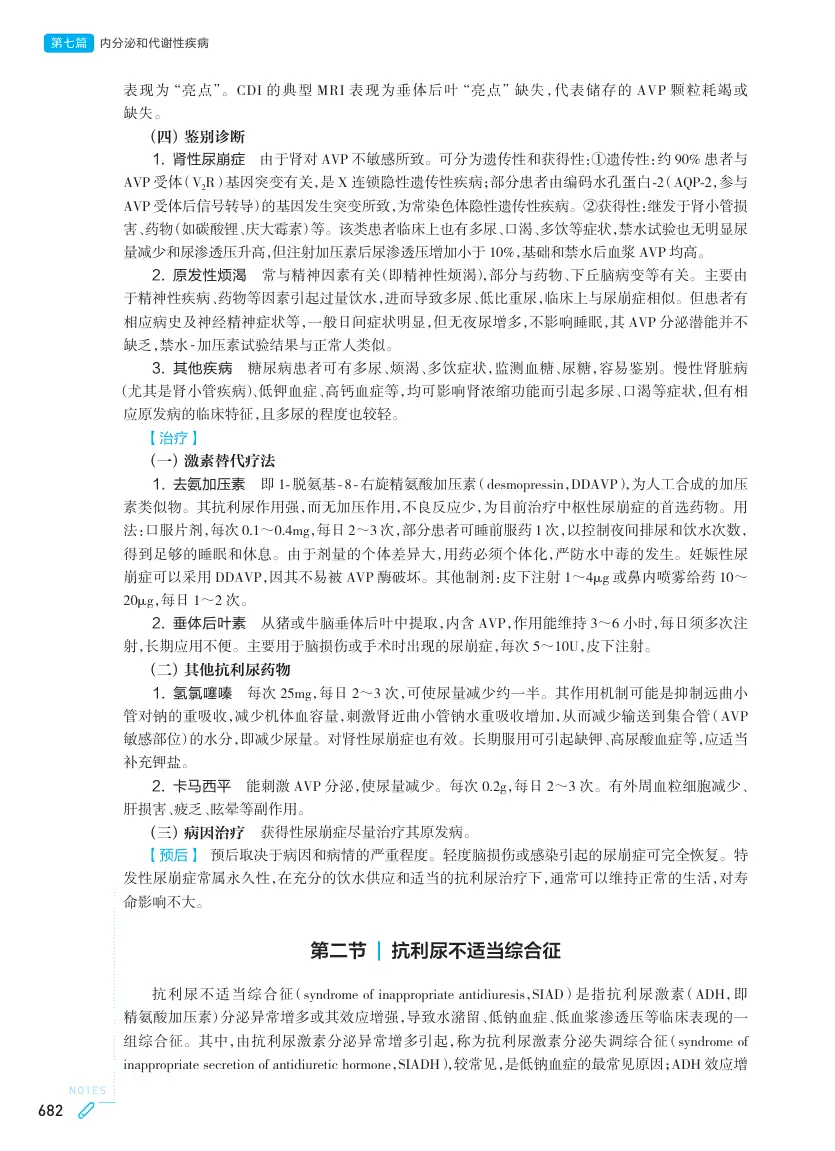 第七篇 内分泌和代谢性疾病
表现为“亮点”。CDI 的典型 MRI 表现为垂体后叶“亮点”缺失,代表储存的 AVP 颗粒耗竭或
缺失。
(四) 鉴别诊断
1. 肾性尿崩症 由于肾对 AVP 不敏感所致。可分为遗传性和获得性:①遗传性:约 90% 患者与
AVP 受体(V₂R)基因突变有关,是 X 连锁隐性遗传性疾病;部分患者由编码水孔蛋白-2(AQP-2,参与
AVP 受体后信号转导)的基因发生突变所致,为常染色体隐性遗传性疾病。②获得性:继发于肾小管损
害、药物(如碳酸锂、庆大霉素)等。该类患者临床上也有多尿、口渴、多饮等症状,禁水试验也无明显尿
量减少和尿渗透压升高,但注射加压素后尿渗透压增加小于 10%,基础和禁水后血浆 AVP 均高。
2. 原发性烦渴 常与精神因素有关(即精神性烦渴),部分与药物、下丘脑病变等有关。主要由
于精神性疾病、药物等因素引起过量饮水,进而导致多尿、低比重尿,临床上与尿崩症相似。但患者有
相应病史及神经精神症状等,一般日间症状明显,但无夜尿增多,不影响睡眠,其 AVP 分泌潜能并不
缺乏,禁水-加压素试验结果与正常人类似。
3. 其他疾病 糖尿病患者可有多尿、烦渴、多饮症状,监测血糖、尿糖,容易鉴别。慢性肾脏病
(尤其是肾小管疾病)、低钾血症、高钙血症等,均可影响肾浓缩功能而引起多尿、口渴等症状,但有相
应原发病的临床特征,且多尿的程度也较轻。
【治疗】
(一) 激素替代疗法
1. 去氨加压素 即 1-脱氨基-8-右旋精氨酸加压素(desmopressin,DDAVP),为人工合成的加压
素类似物。其抗利尿作用强,而无加压作用,不良反应少,为目前治疗中枢性尿崩症的首选药物。用
法:口服片剂,每次 0.1～0.4mg,每日 2～3 次,部分患者可睡前服药 1 次,以控制夜间排尿和饮水次数,
得到足够的睡眠和休息。由于剂量的个体差异大,用药必须个体化,严防水中毒的发生。妊娠性尿
崩症可以采用 DDAVP,因其不易被 AVP 酶破坏。其他制剂:皮下注射 1～4μg 或鼻内喷雾给药 10～
20μg,每日 1～2 次。
2. 垂体后叶素 从猪或牛脑垂体后叶中提取,内含 AVP,作用能维持 3～6 小时,每日须多次注
射,长期应用不便。主要用于脑损伤或手术时出现的尿崩症,每次 5～10U,皮下注射。
(二) 其他抗利尿药物
1. 氢氯噻嗪 每次 25mg,每日 2～3 次,可使尿量减少约一半。其作用机制可能是抑制远曲小
管对钠的重吸收,减少机体血容量,刺激肾近曲小管钠水重吸收增加,从而减少输送到集合管(AVP
敏感部位)的水分,即减少尿量。对肾性尿崩症也有效。长期服用可引起缺钾、高尿酸血症等,应适当
补充钾盐。
2. 卡马西平 能刺激 AVP 分泌,使尿量减少。每次 0.2g,每日 2～3 次。有外周血粒细胞减少、
肝损害、疲乏、眩晕等副作用。
(三) 病因治疗 获得性尿崩症尽量治疗其原发病。
【预后】 预后取决于病因和病情的严重程度。轻度脑损伤或感染引起的尿崩症可完全恢复。特
发性尿崩症常属永久性,在充分的饮水供应和适当的抗利尿治疗下,通常可以维持正常的生活,对寿
命影响不大。
第二节 | 抗利尿不适当综合征
抗利尿不适当综合征(syndrome of inappropriate antidiuresis,SIAD)是指抗利尿激素(ADH,即
精氨酸加压素)分泌异常增多或其效应增强,导致水潴留、低钠血症、低血浆渗透压等临床表现的一
组综合征。其中,由抗利尿激素分泌异常增多引起,称为抗利尿激素分泌失调综合征(syndrome of
inappropriate secretion of antidiuretic hormone,SIADH),较常见,是低钠血症的最常见原因;ADH 效应增
NOTES
682